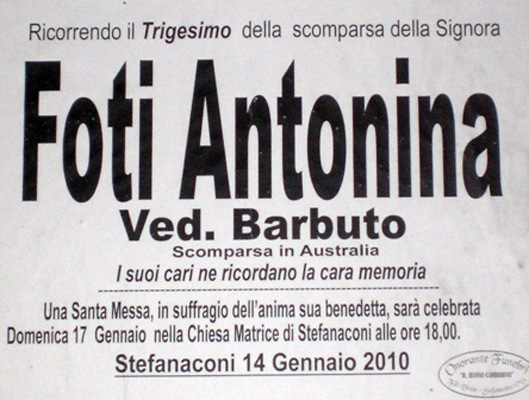 Ricorrendo il Trigesimo della scomparsa della Signora
Foti Antonina
Ved. Barbuto
Scomparsa in Australia
I suoi cari ne ricordano la cara memoria
Una Santa Messa, in suffragio dell'anima sua benedetta, sarà celebrata
Domenica 17 Gennaio nella Chiesa Matrice di Stefanaconi alle ore 18,00.
Stefanaconi 14 Gennaio 2010
Onoranze Funebri